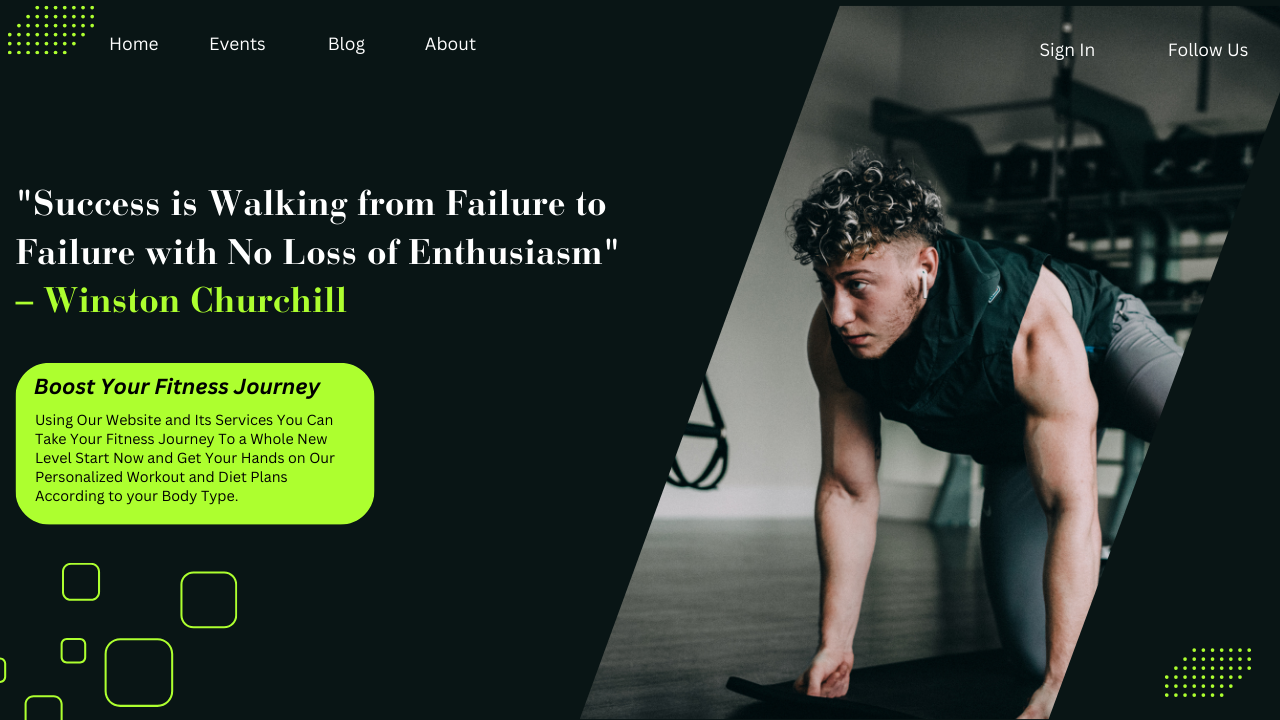 Home Events Blog About
Sign In Follow Us
"Success is Walking from Failure to
Failure with No Loss of Enthusiasm"
– Winston Churchill
Boost Your Fitness Journey
Using Our Website and Its Services You Can
Take Your Fitness Journey To a Whole New
Level Start Now and Get Your Hands on Our
Personalized Workout and Diet Plans
According to your Body Type.